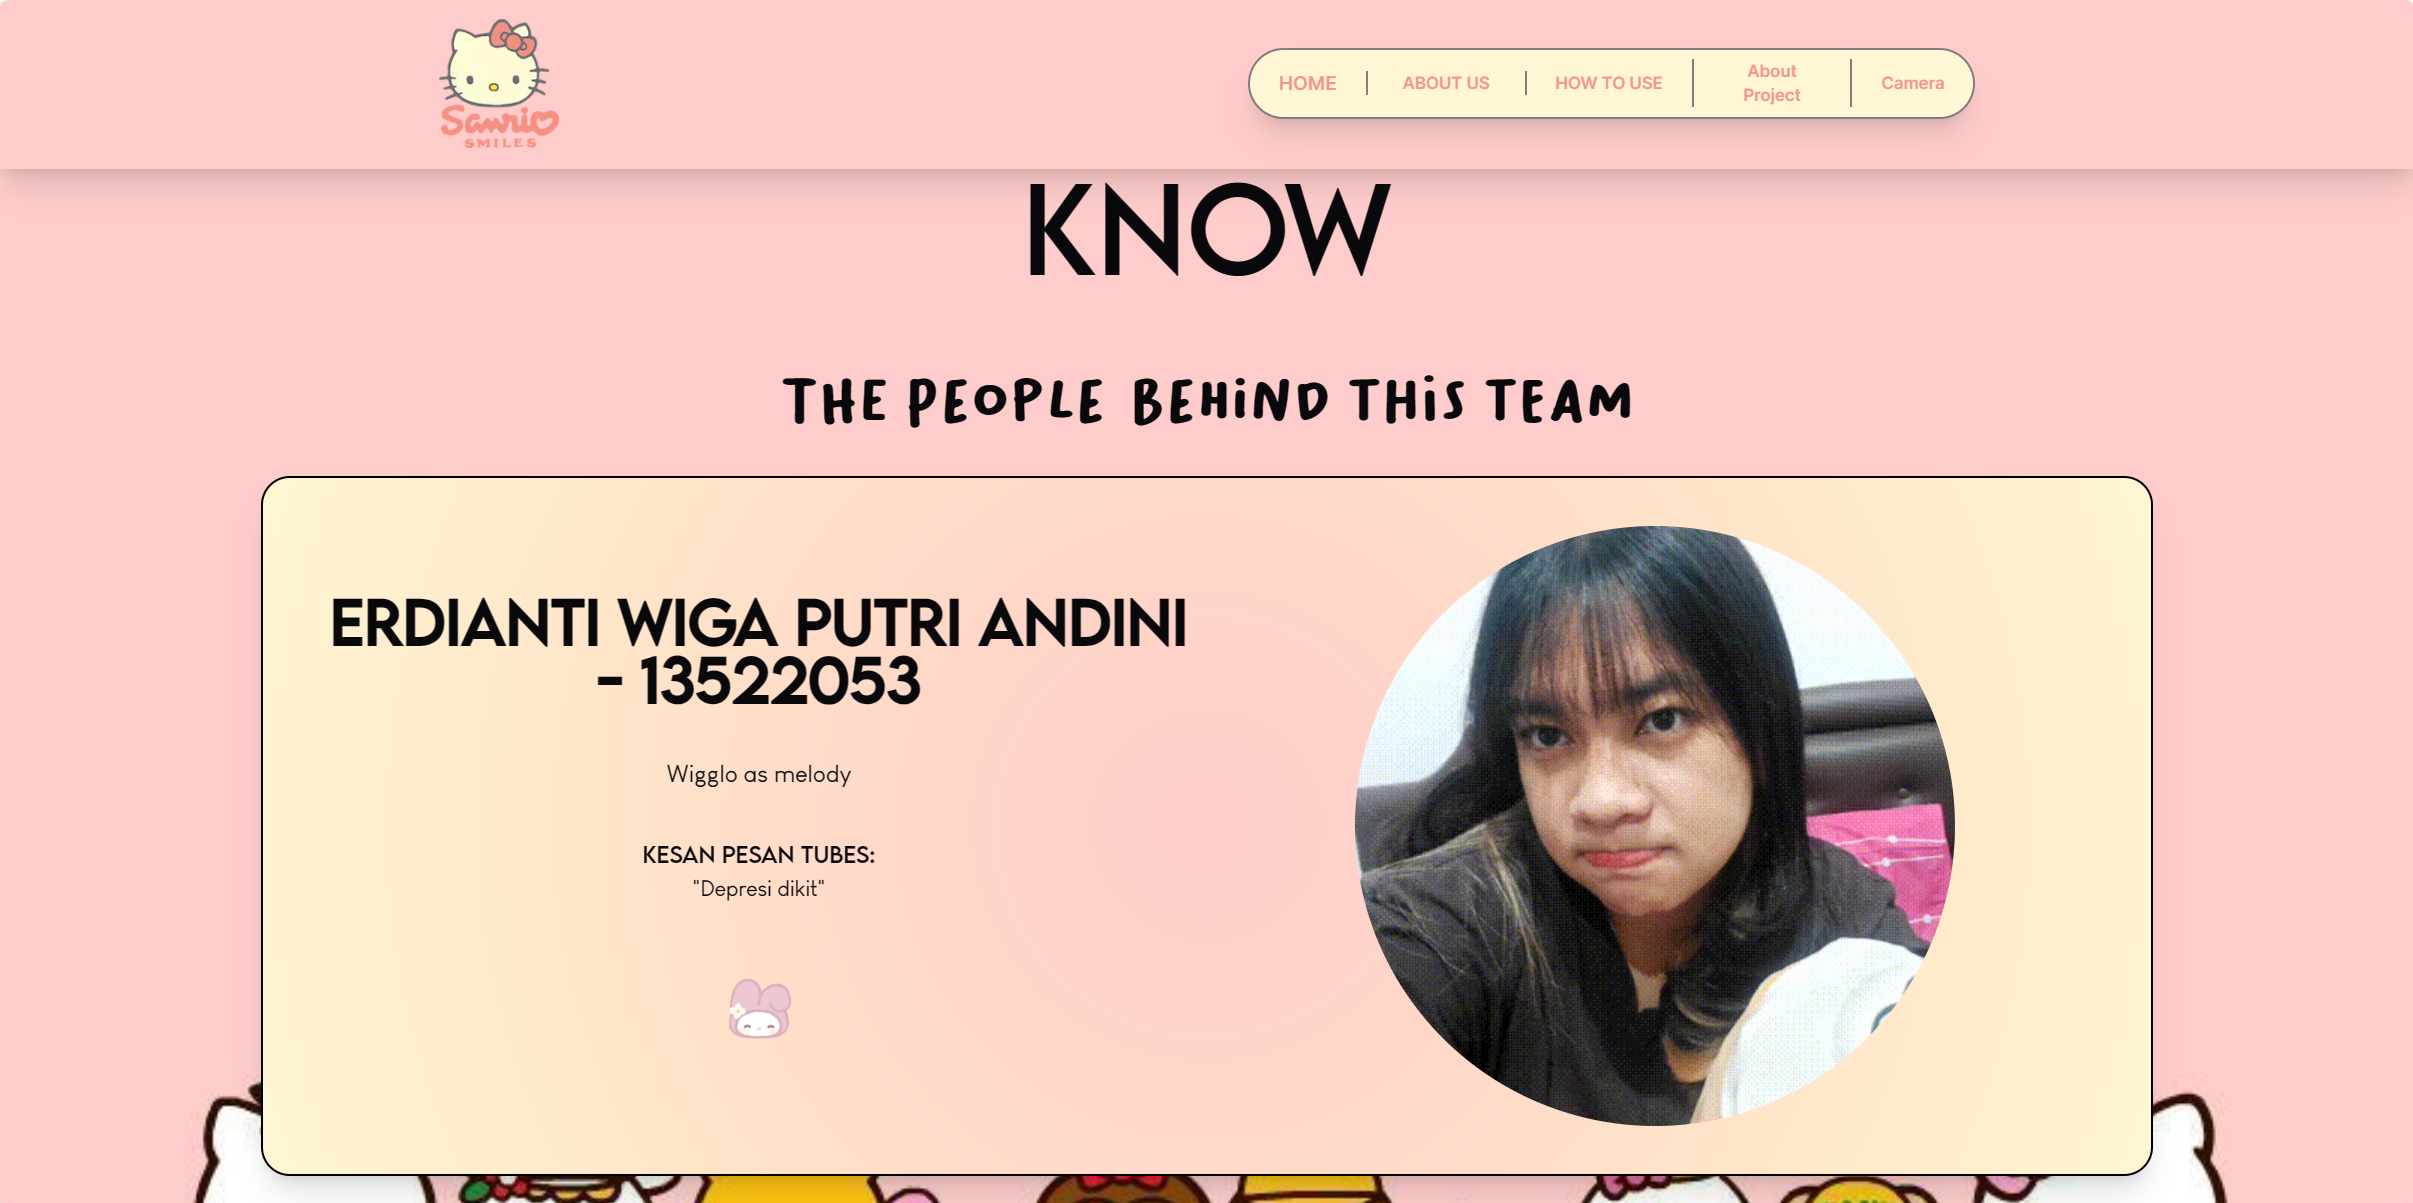 Sanrio
SMILES
HOME
ABOUT US
HOW TO USE
About
Project
Camera
KNOW
THE PEOPLE BEHIND THIS TEAM
ERDIANTI WIGA PUTRI ANDINI
- 13522053
Wigglo as melody
KESAN PESAN TUBES:
"Depresi dikit"